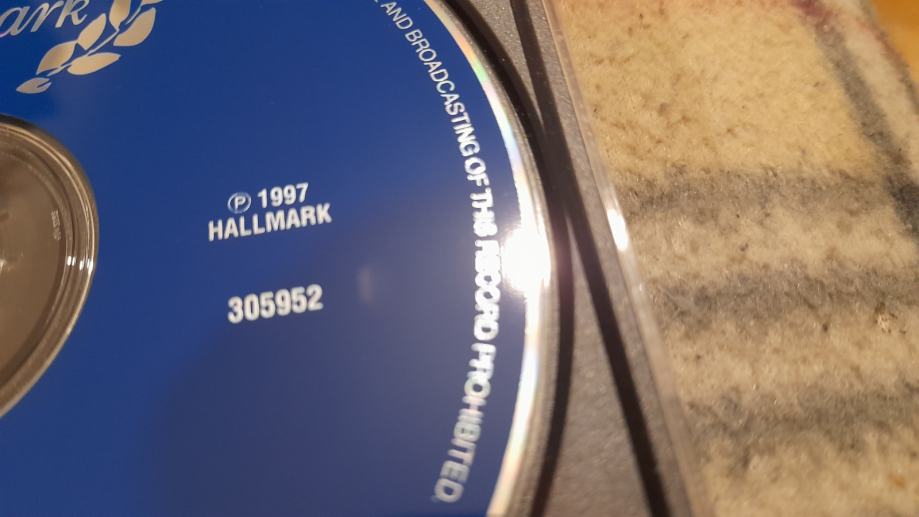 ark
℗ 1997
HALLMARK
305952
AND BROADCASTING OF THIS RECORD PROHIBITED.